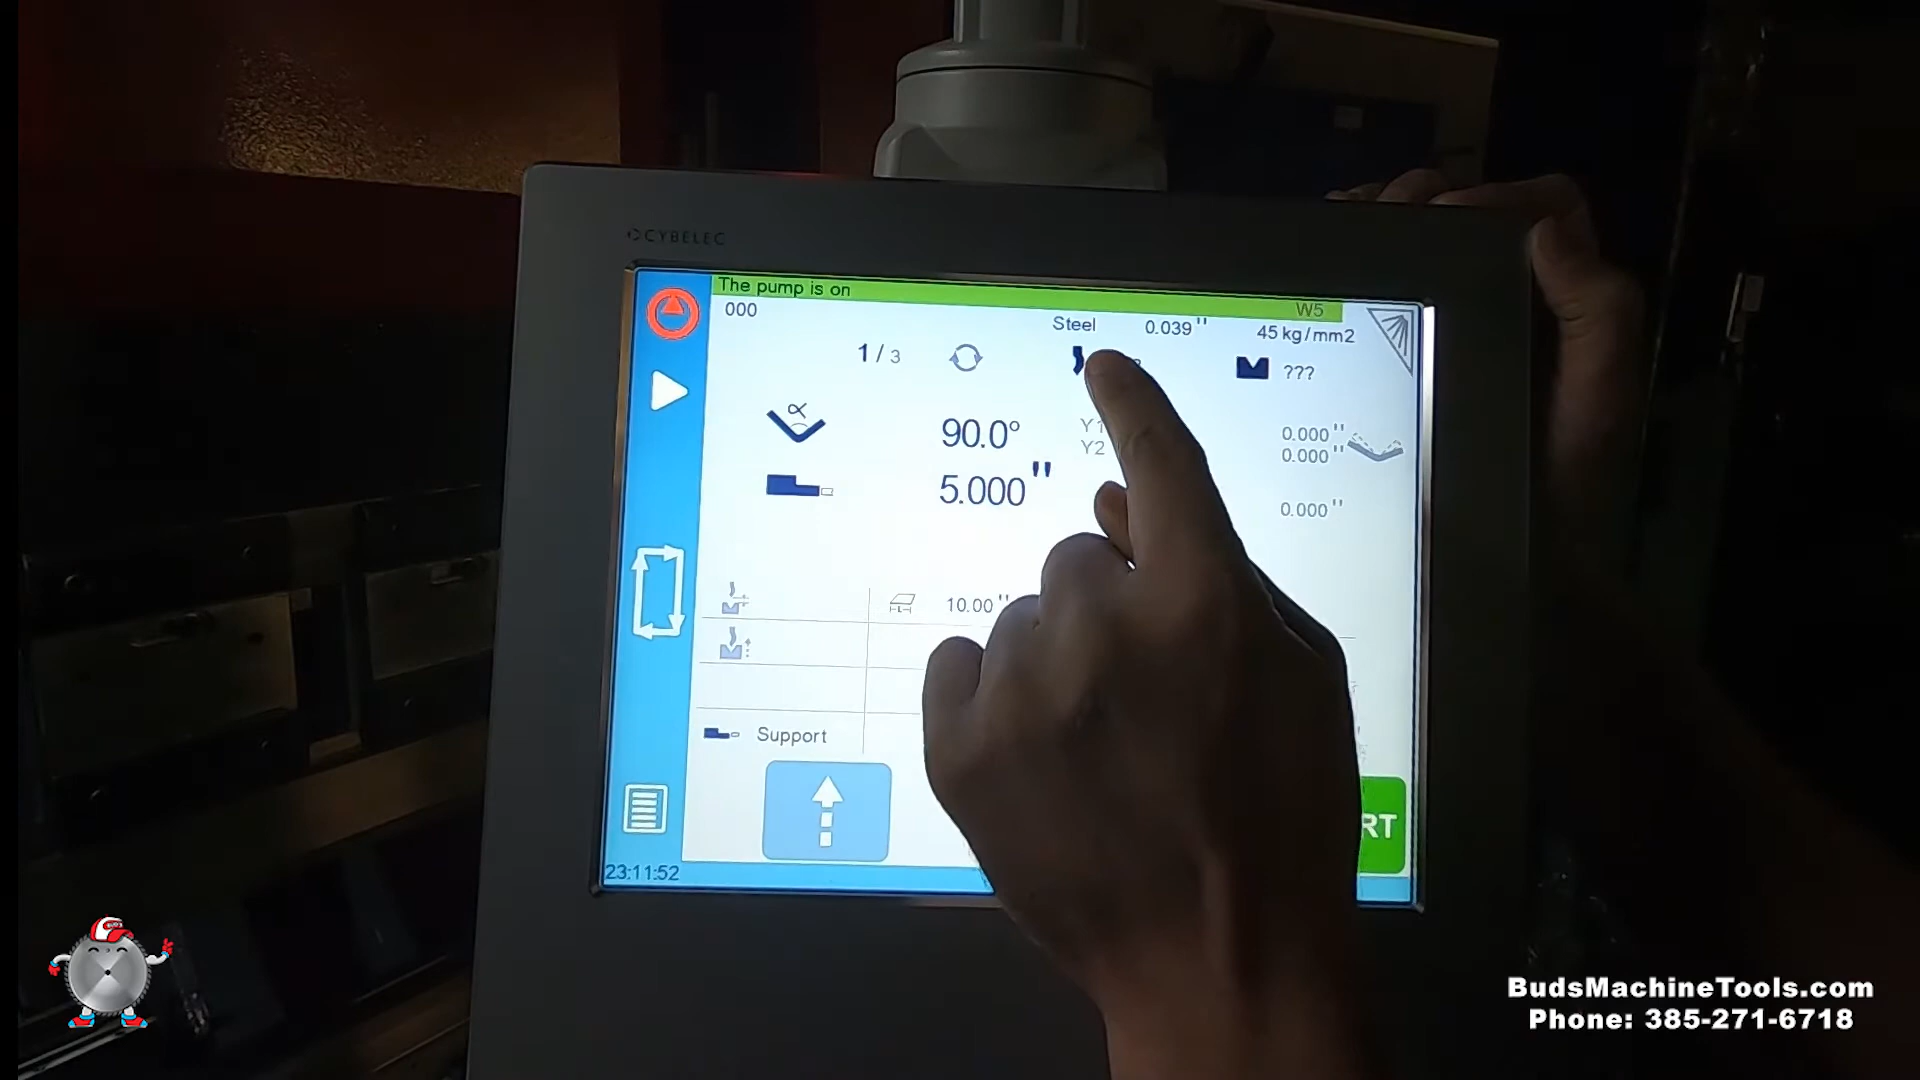 CYBELEC
The pump is on
W5
000
Steel 0.039" 45 kg/mm2
1/3
???
α
90.0°
Y1
Y2
0.000"
0.000"
5.000"
0.000"
10.00"
Support
RT
23:11:52
BudsMachineTools.com
Phone: 385-271-6718